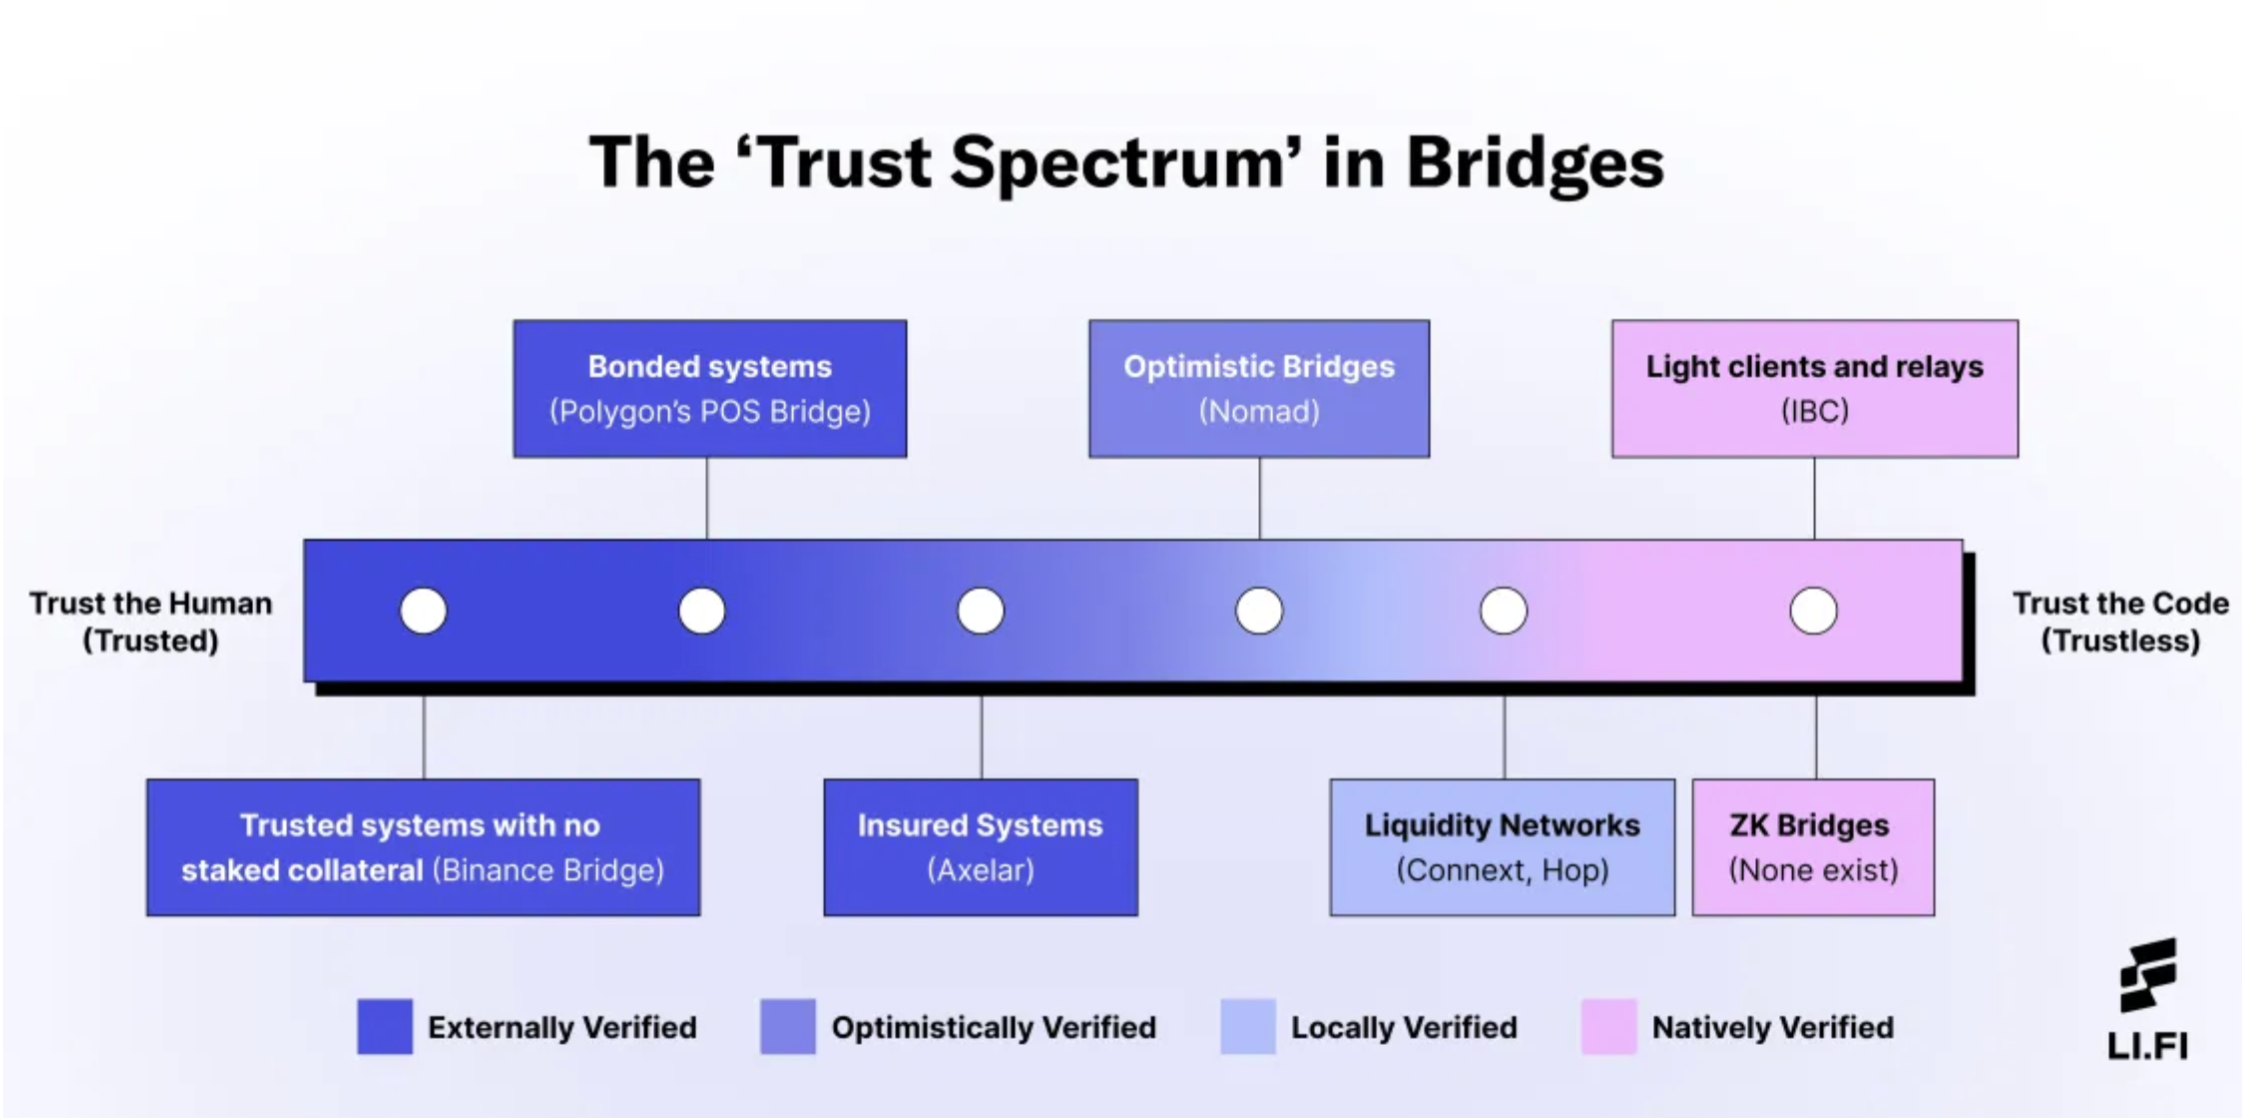 The ‘Trust Spectrum’ in Bridges
Bonded systems
(Polygon’s POS Bridge)
Optimistic Bridges
(Nomad)
Light clients and relays
(IBC)
Trust the Human
(Trusted)
Trust the Code
(Trustless)
Trusted systems with no
staked collateral (Binance Bridge)
Insured Systems
(Axelar)
Liquidity Networks
(Connext, Hop)
ZK Bridges
(None exist)
Externally Verified
Optimistically Verified
Locally Verified
Natively Verified
LI.FI